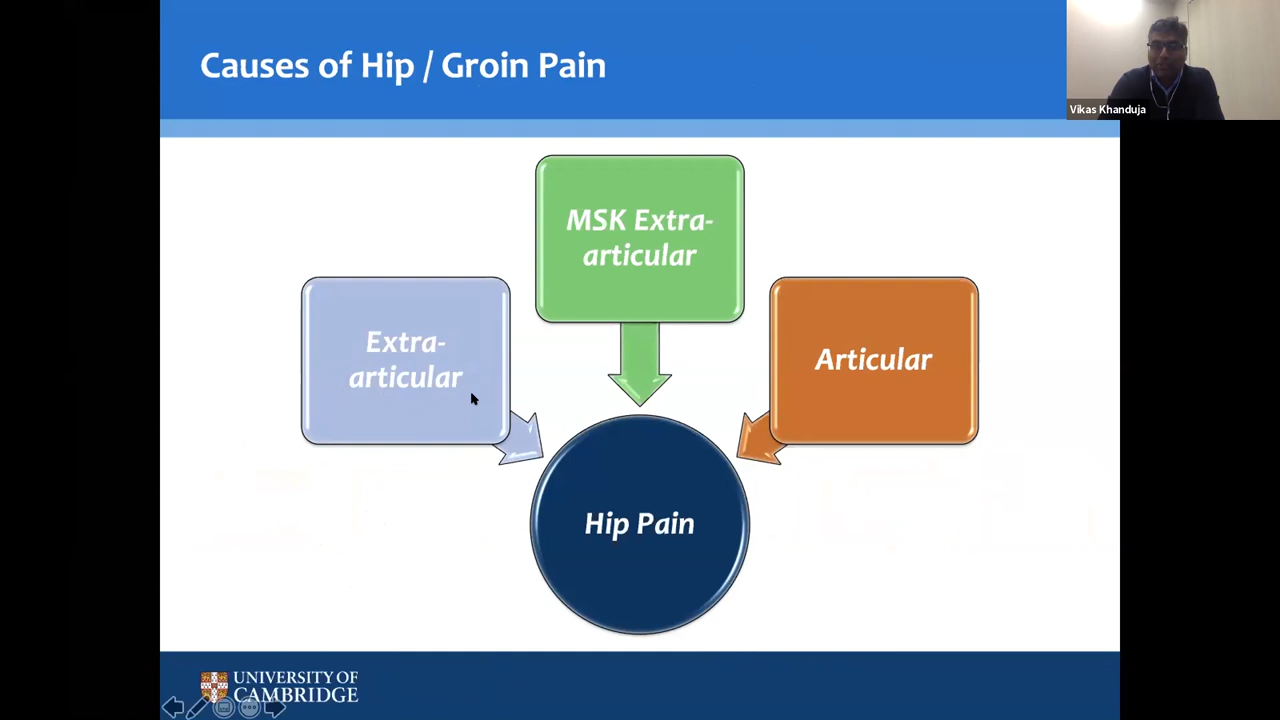 Causes of Hip / Groin Pain
Vikas Khanduja
MSK Extra-
articular
Extra-
articular
Articular
Hip Pain
UNIVERSITY OF
CAMBRIDGE